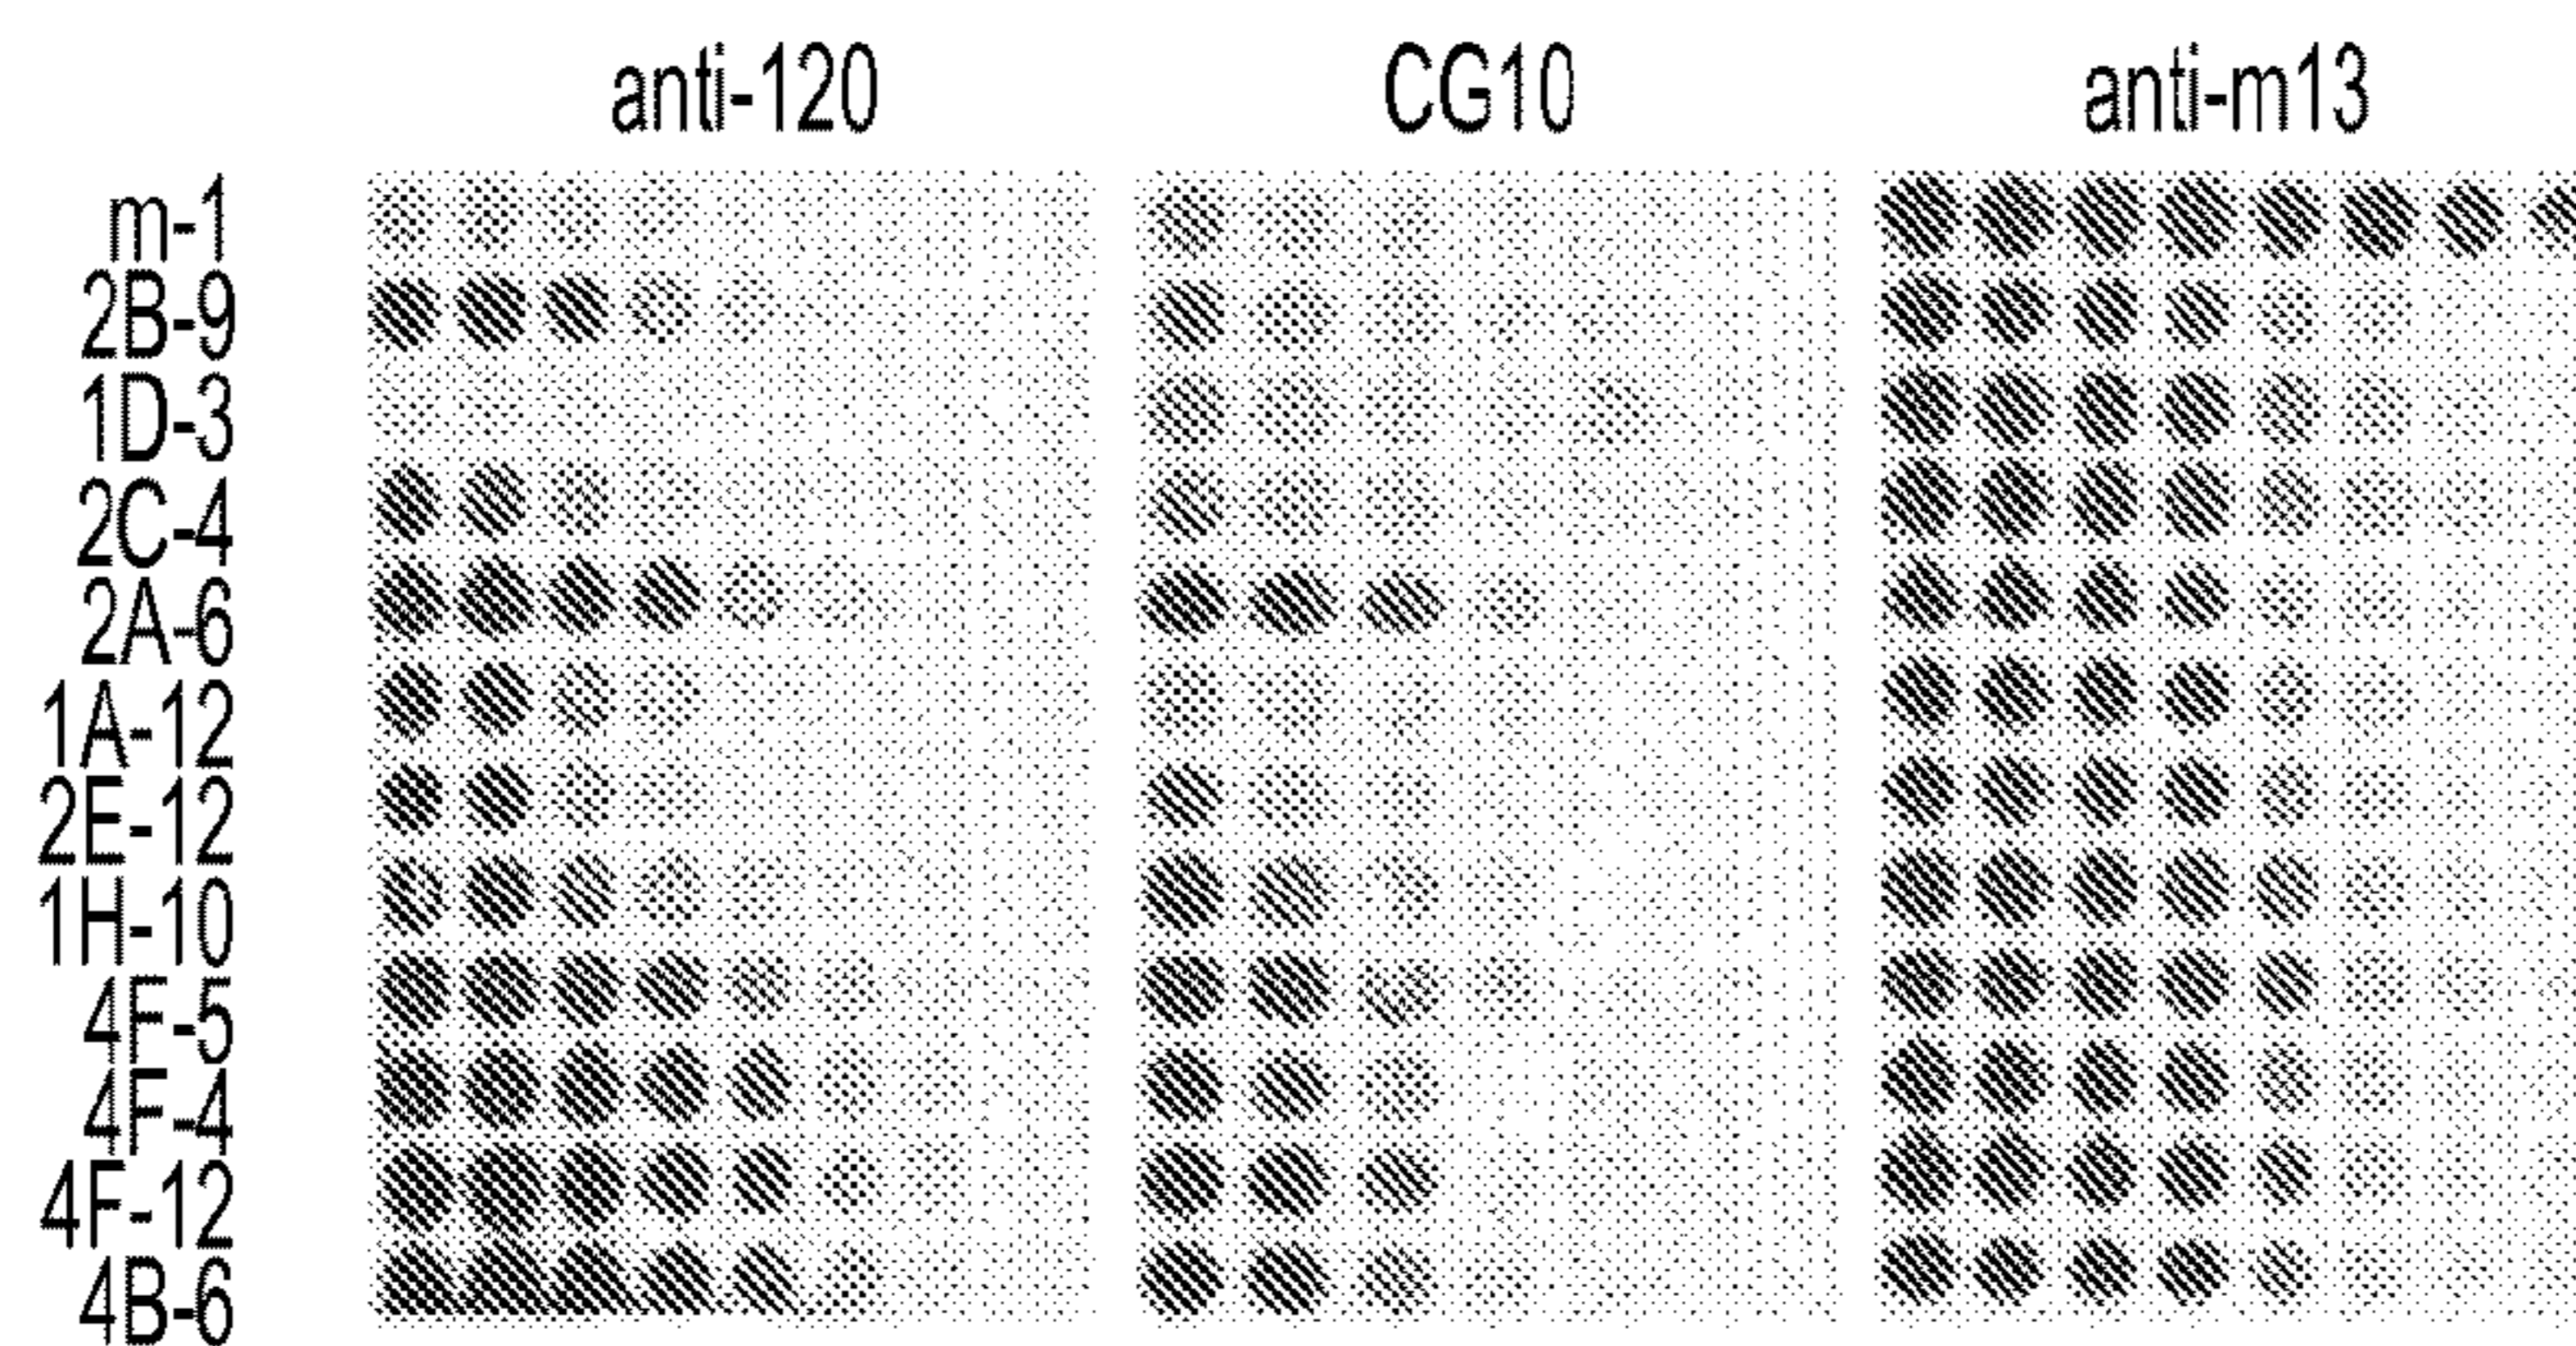 anti-120 CG10 anti-m13
m-1
2B-9
1D-3
2C-4
2A-6
1A-12
2E-12
1H-10
4F-5
4F-4
4F-12
4B-6